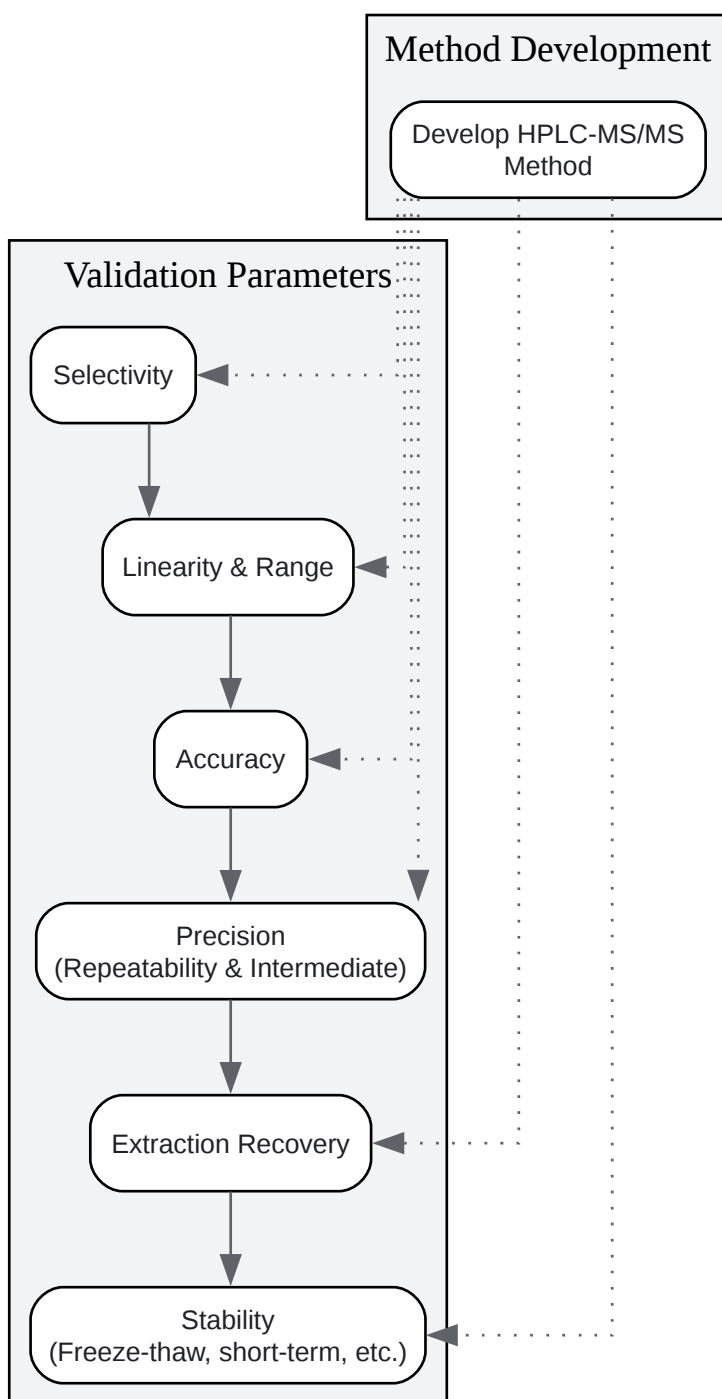 Method Development
Develop HPLC-MS/MS
Method
Validation Parameters
Selectivity
Linearity & Range
Accuracy
Precision
(Repeatability & Intermediate)
Extraction Recovery
Stability
(Freeze-thaw, short-term, etc.)